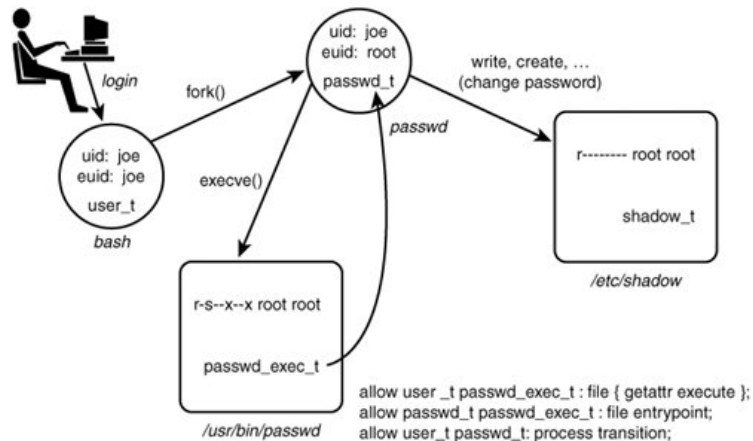 login
uid: joe
euid: joe
user_t
bash
fork()
uid: joe
euid: root
passwd_t
execve()
r-s--x--x root root
passwd_exec_t
/usr/bin/passwd
passwd
write, create, ...
(change password)
r-------- root root
shadow_t
/etc/shadow
allow user _t passwd_exec_t : file { getattr execute };
allow passwd_t passwd_exec_t : file entrypoint;
allow user_t passwd_t: process transition;